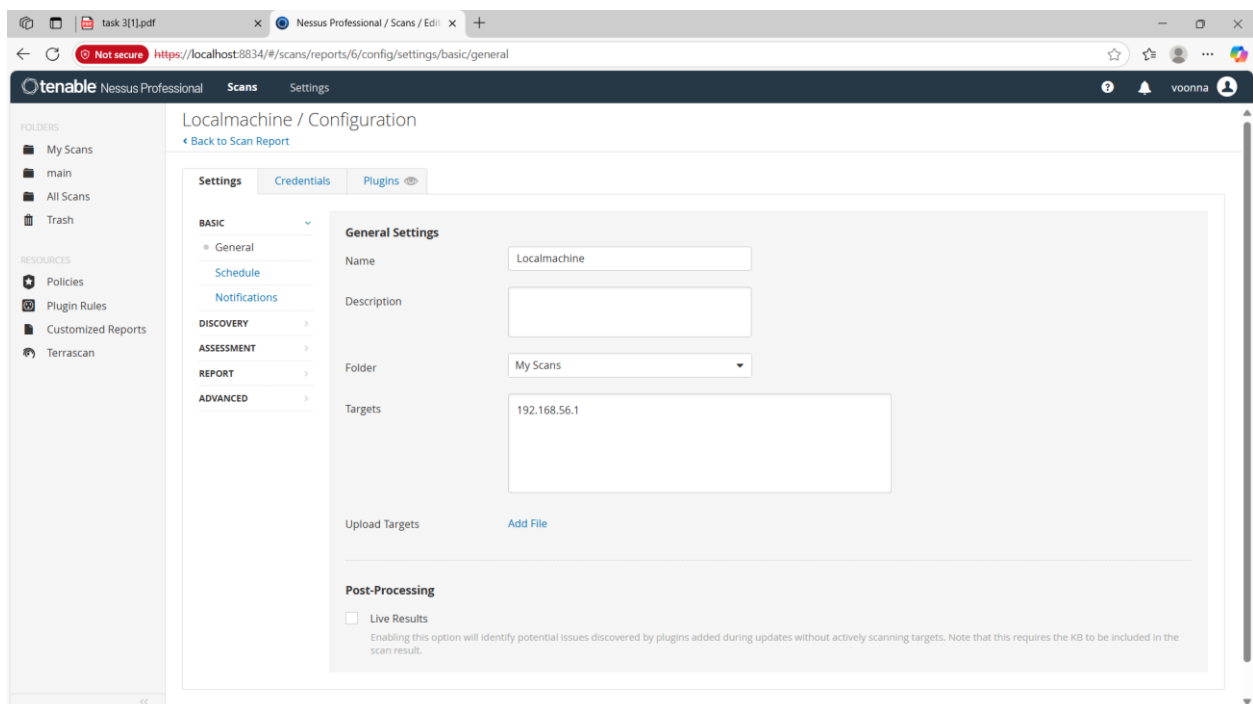 task 3[1].pdf
Nessus Professional / Scans / Edit
Not secure https://localhost:8834/#/scans/reports/6/config/settings/basic/general
tenable Nessus Professional Scans Settings voonna
FOLDERS
My Scans
main
All Scans
Trash
RESOURCES
Policies
Plugin Rules
Customized Reports
Terrascan
Localmachine / Configuration
Back to Scan Report
Settings Credentials Plugins
BASIC
General
Schedule
Notifications
DISCOVERY
ASSESSMENT
REPORT
ADVANCED
General Settings
Name Localmachine
Description
Folder My Scans
Targets 192.168.56.1
Upload Targets Add File
Post-Processing
Live Results
Enabling this option will identify potential issues discovered by plugins added during updates without actively scanning targets. Note that this requires the KB to be included in the
scan result.